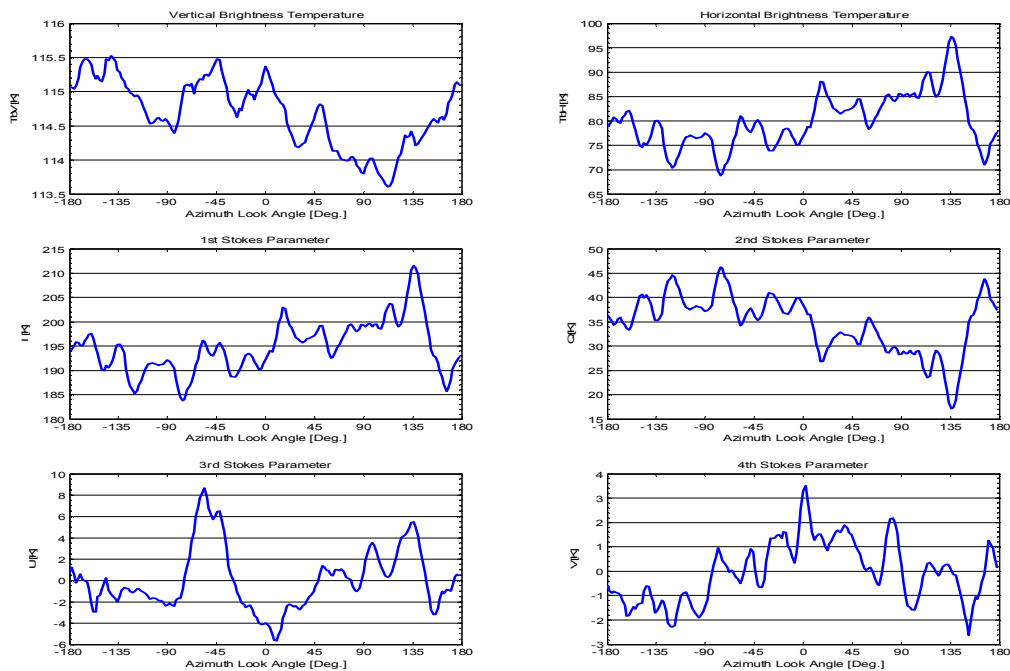 Vertical Brightness Temperature
116
115.5
115
114.5
114
113.5
TbV[K]
-180 -135 -90 -45 0 45 90 135 180
Azimuth Look Angle [Deg.]
Horizontal Brightness Temperature
100
95
90
85
80
75
70
65
TbH[K]
-180 -135 -90 -45 0 45 90 135 180
Azimuth Look Angle [Deg.]
1st Stokes Parameter
215
210
205
200
195
190
185
180
I [K]
-180 -135 -90 -45 0 45 90 135 180
Azimuth Look Angle [Deg.]
2nd Stokes Parameter
50
45
40
35
30
25
20
15
Q[K]
-180 -135 -90 -45 0 45 90 135 180
Azimuth Look Angle [Deg.]
3rd Stokes Parameter
10
8
6
4
2
0
-2
-4
-6
U[K]
-180 -135 -90 -45 0 45 90 135 180
Azimuth Look Angle [Deg.]
4th Stokes Parameter
4
3
2
1
0
-1
-2
-3
V[K]
-180 -135 -90 -45 0 45 90 135 180
Azimuth Look Angle [Deg.]